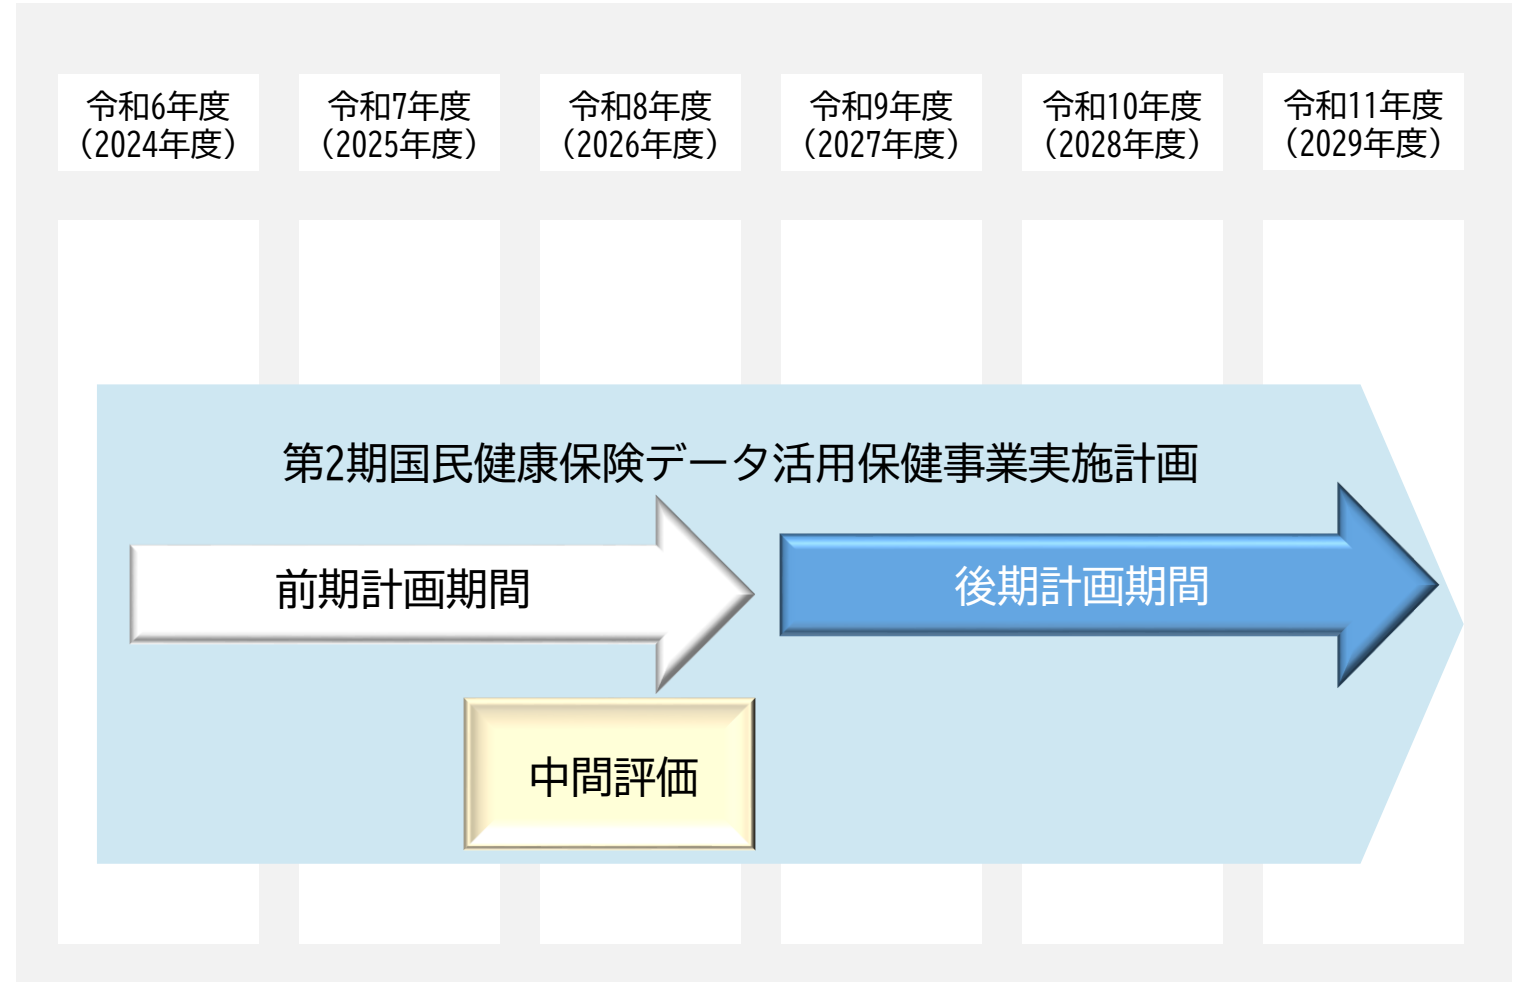 令和6年度
（2024年度）
令和7年度
（2025年度）
令和8年度
（2026年度）
令和9年度
（2027年度）
令和10年度
（2028年度）
令和11年度
（2029年度）
第2期国民健康保険データ活用保健事業実施計画
前期計画期間
後期計画期間
中間評価